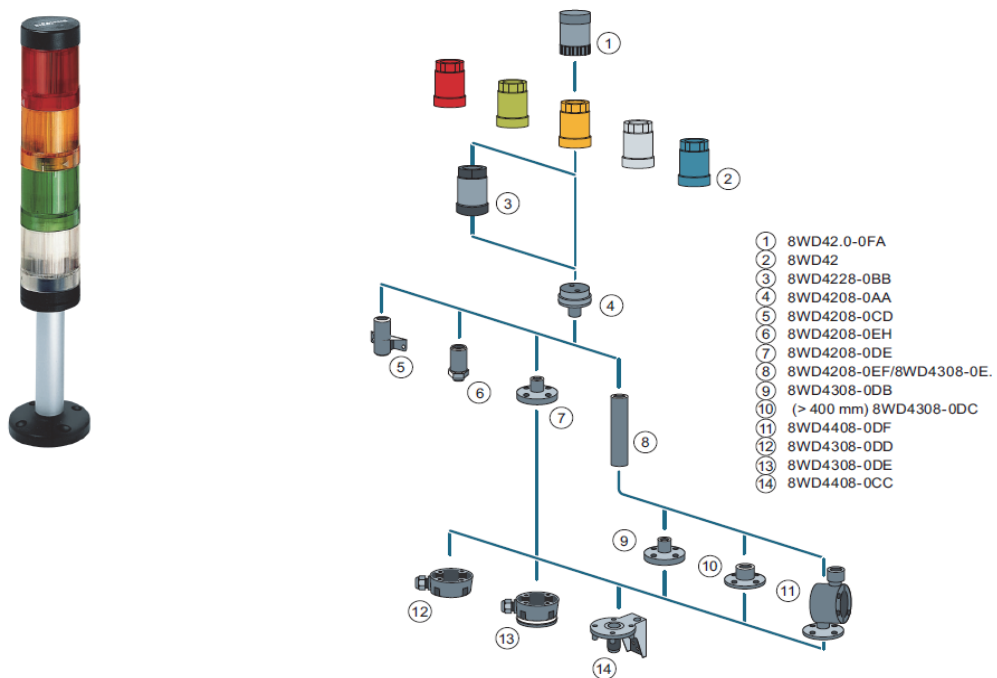 1
2
3
4
5
6
7
8
9
10
11
12
13
14
1 8WD42.0-0FA
2 8WD42
3 8WD4228-0BB
4 8WD4208-0AA
5 8WD4208-0CD
6 8WD4208-0EH
7 8WD4208-0DE
8 8WD4208-0EF/8WD4308-0E.
9 8WD4308-0DB
10 (> 400 mm) 8WD4308-0DC
11 8WD4408-0DF
12 8WD4308-0DD
13 8WD4308-0DE
14 8WD4408-0CC